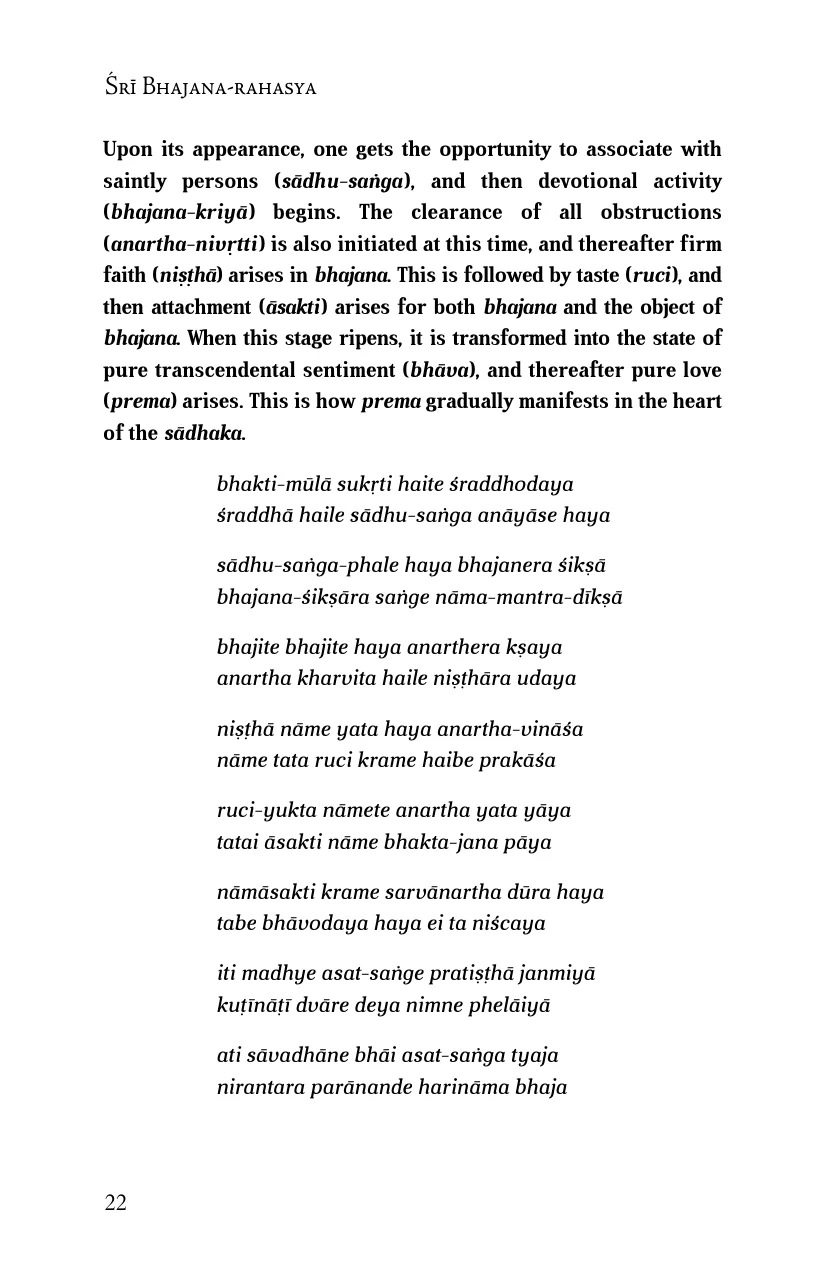 Śrī Bhajana-rahasya
Upon its appearance, one gets the opportunity to associate with
saintly persons (sādhu-saṅga), and then devotional activity
(bhajana-kriyā) begins. The clearance of all obstructions
(anartha-nivṛtti) is also initiated at this time, and thereafter firm
faith (niṣṭhā) arises in bhajana. This is followed by taste (ruci), and
then attachment (āsakti) arises for both bhajana and the object of
bhajana. When this stage ripens, it is transformed into the state of
pure transcendental sentiment (bhāva), and thereafter pure love
(prema) arises. This is how prema gradually manifests in the heart
of the sādhaka.
bhakti-mūlā sukṛti haite śraddhodaya
śraddhā haile sādhu-saṅga anāyāse haya
sādhu-saṅga-phale haya bhajanera śikṣā
bhajana-śikṣāra saṅge nāma-mantra-dīkṣā
bhajite bhajite haya anarthera kṣaya
anartha kharvita haile niṣṭhāra udaya
niṣṭhā nāme yata haya anartha-vināśa
nāme tata ruci krame haibe prakāśa
ruci-yukta nāmete anartha yata yāya
tatai āsakti nāme bhakta-jana pāya
nāmāsakti krame sarvānartha dūra haya
tabe bhāvodaya haya ei ta niścaya
iti madhye asat-saṅge pratiṣṭhā janmiyā
kuṭīnāṭī dvāre deya nimne phelāiyā
ati sāvadhāne bhāi asat-saṅga tyaja
nirantara parānande harināma bhaja
22